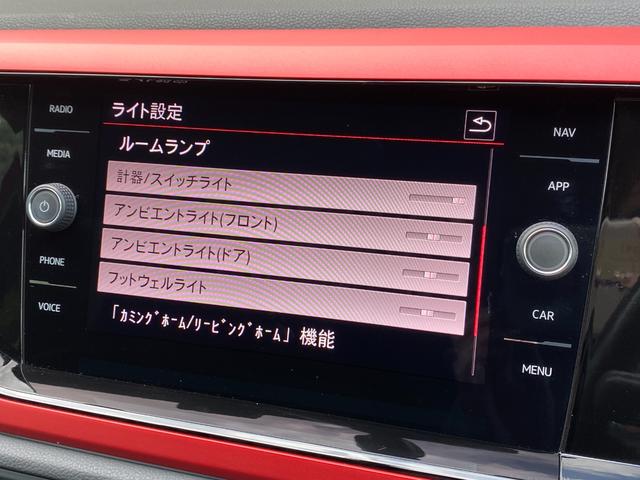 RADIO
MEDIA
PHONE
VOICE
ライト設定
ルームランプ
計器/スイッチライト
アンビエントライト(フロント)
アンビエントライト(ドア)
フットウェルライト
「ｶﾐﾝｸﾞﾎｰﾑ/ﾘｰﾋﾞﾝｸﾞﾎｰﾑ」機能
NAV
APP
CAR
MENU